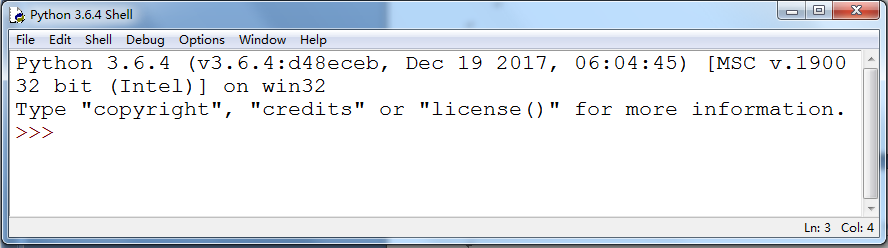 Python 3.6.4 Shell
File Edit Shell Debug Options Window Help
Python 3.6.4 (v3.6.4:d48eceb, Dec 19 2017, 06:04:45) [MSC v.1900
32 bit (Intel)] on win32
Type "copyright", "credits" or "license()" for more information.
>>>
Ln: 3 Col: 4